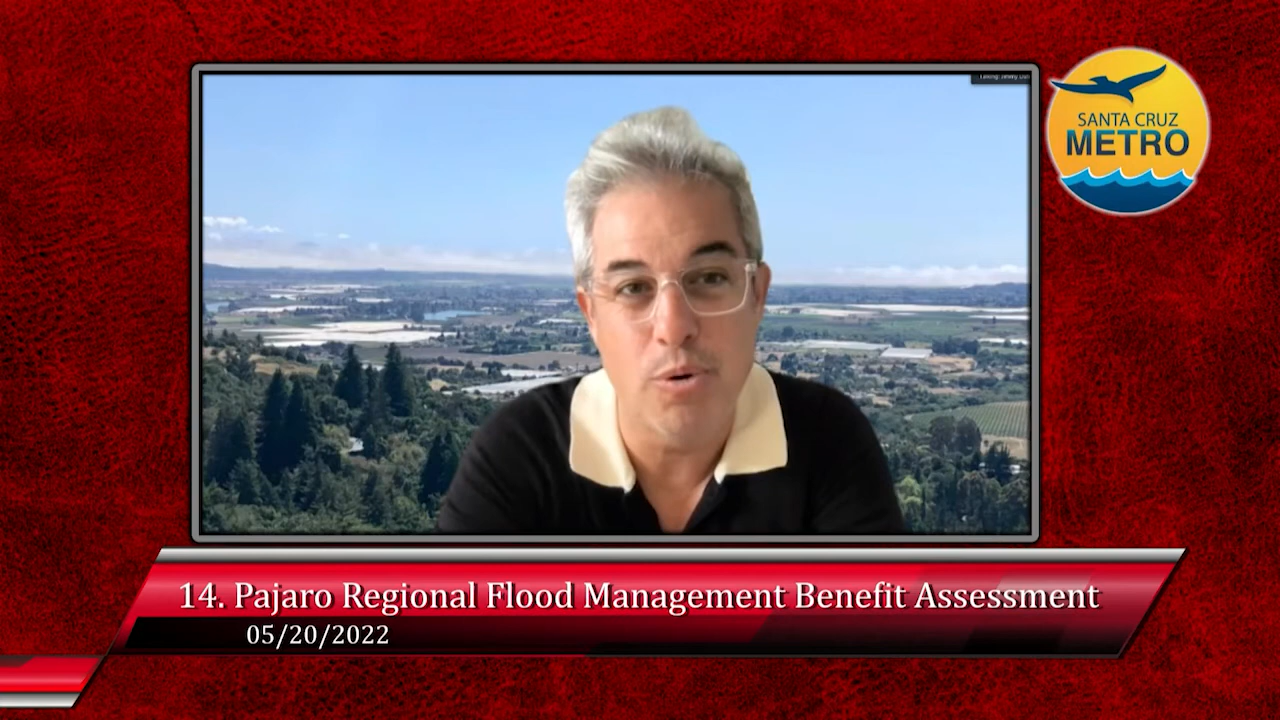 SANTA CRUZ
METRO
14. Pajaro Regional Flood Management Benefit Assessment
05/20/2022